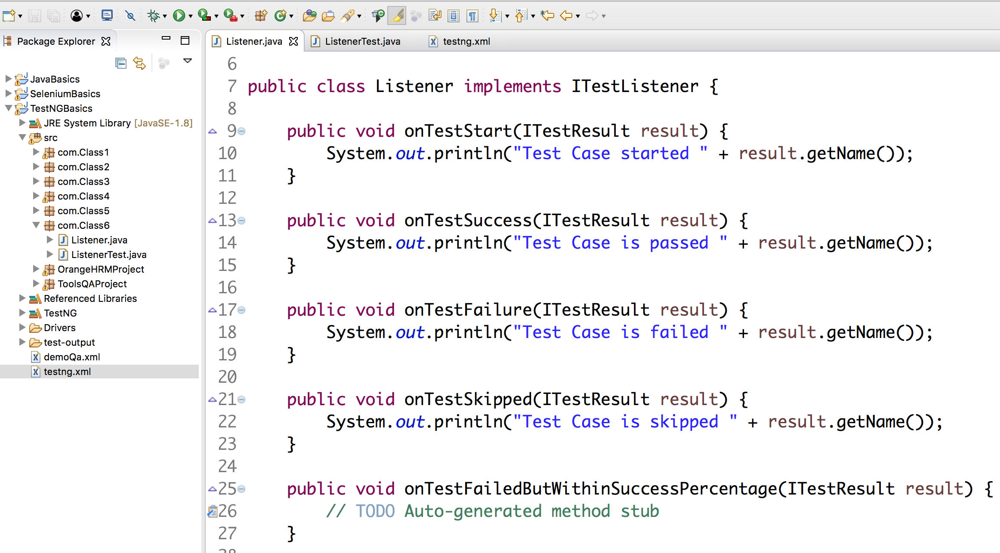 Package Explorer
Listener.java
ListenerTest.java
testng.xml
JavaBasics
SeleniumBasics
TestNGBasics
JRE System Library [JavaSE-1.8]
src
com.Class1
com.Class2
com.Class3
com.Class4
com.Class5
com.Class6
Listener.java
ListenerTest.java
OrangeHRMProject
ToolsQAProject
Referenced Libraries
TestNG
Drivers
test-output
demoQa.xml
testng.xml
6
7 public class Listener implements ITestListener {
8
9 public void onTestStart(ITestResult result) {
10 System.out.println("Test Case started " + result.getName());
11 }
12
13 public void onTestSuccess(ITestResult result) {
14 System.out.println("Test Case is passed " + result.getName());
15 }
16
17 public void onTestFailure(ITestResult result) {
18 System.out.println("Test Case is failed " + result.getName());
19 }
20
21 public void onTestSkipped(ITestResult result) {
22 System.out.println("Test Case is skipped " + result.getName());
23 }
24
25 public void onTestFailedButWithinSuccessPercentage(ITestResult result) {
26 // TODO Auto-generated method stub
27 }
28